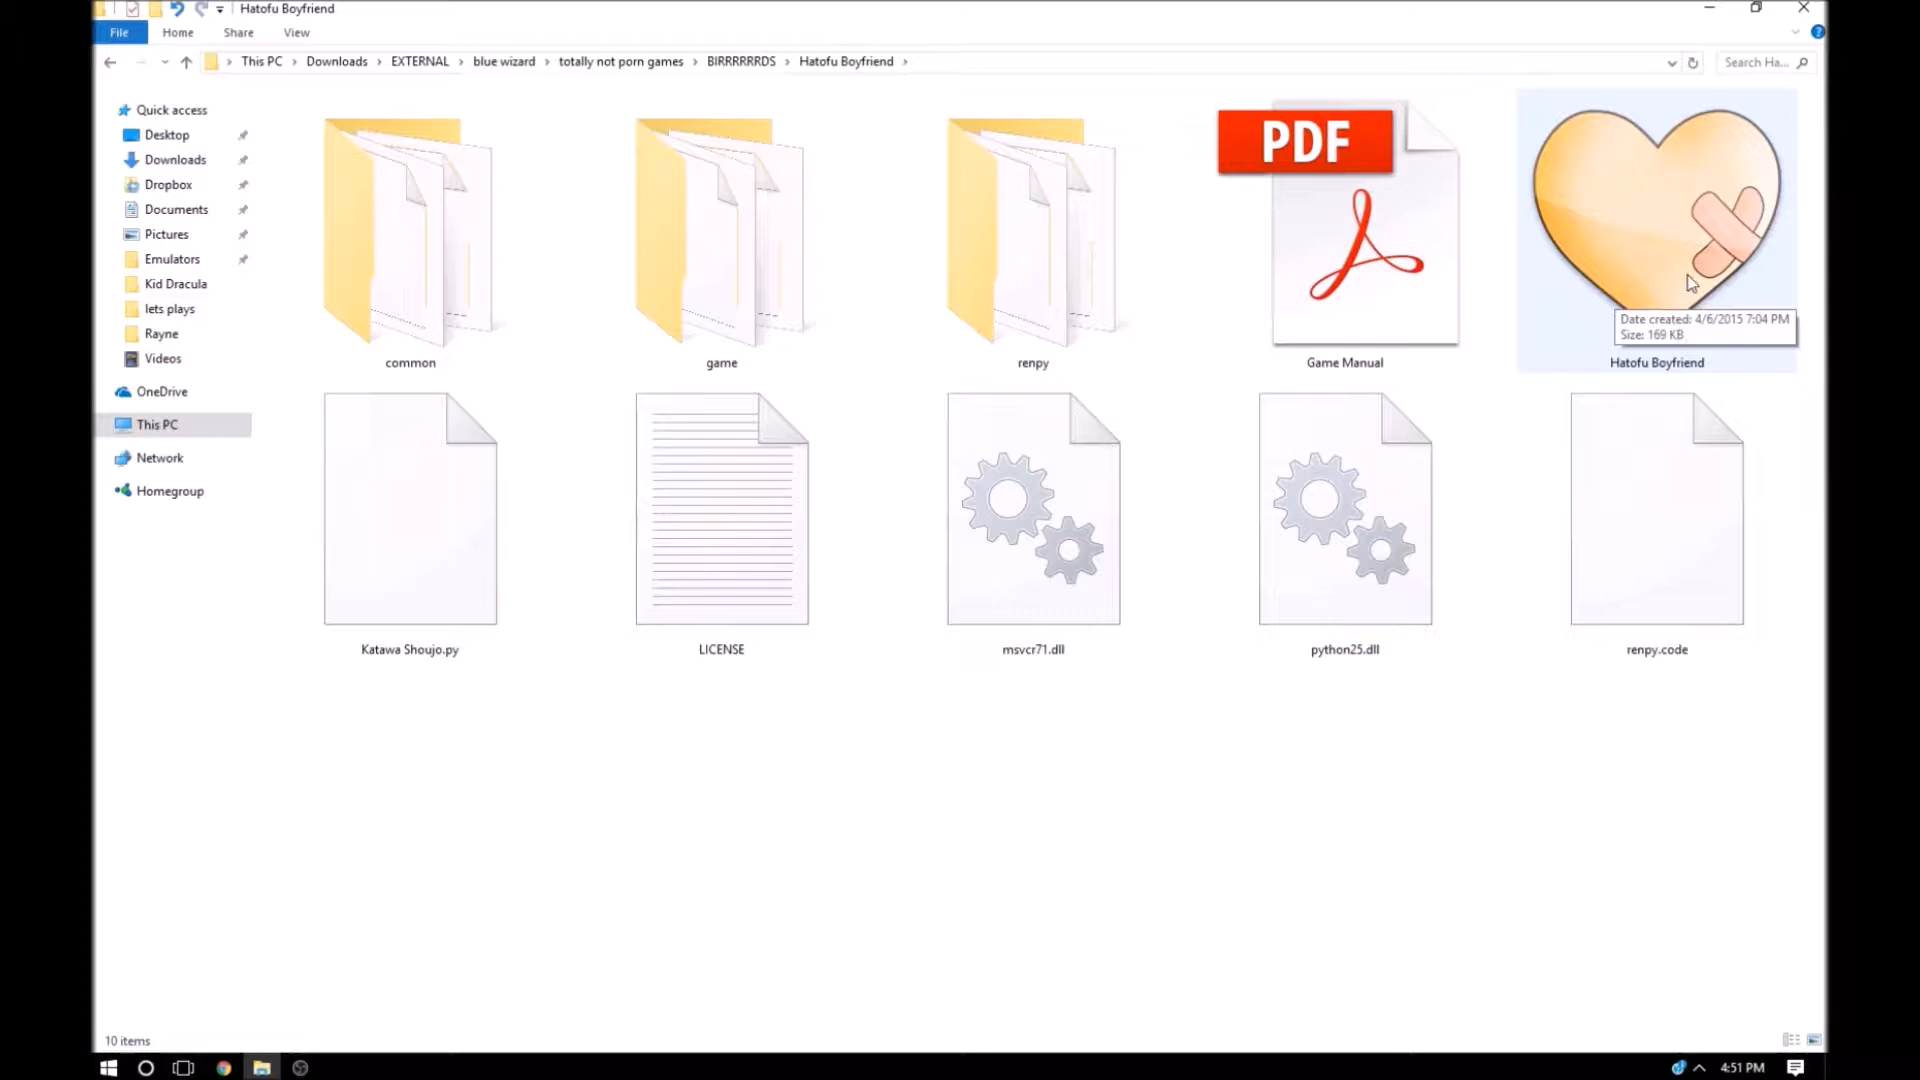 Hatofu Boyfriend
File Home Share View
This PC Downloads EXTERNAL blue wizard totally not porn games BIRRRRRRDS Hatofu Boyfriend
Search Ha...
Quick access
Desktop
Downloads
Dropbox
Documents
Pictures
Emulators
Kid Dracula
lets plays
Rayne
Videos
OneDrive
This PC
Network
Homegroup
PDF
Date created: 4/6/2015 7:04 PM
Size: 169 KB
common game renpy Game Manual Hatofu Boyfriend
Katawa Shoujo.py LICENSE msvcr71.dll python25.dll renpy.code
10 items
4:51 PM